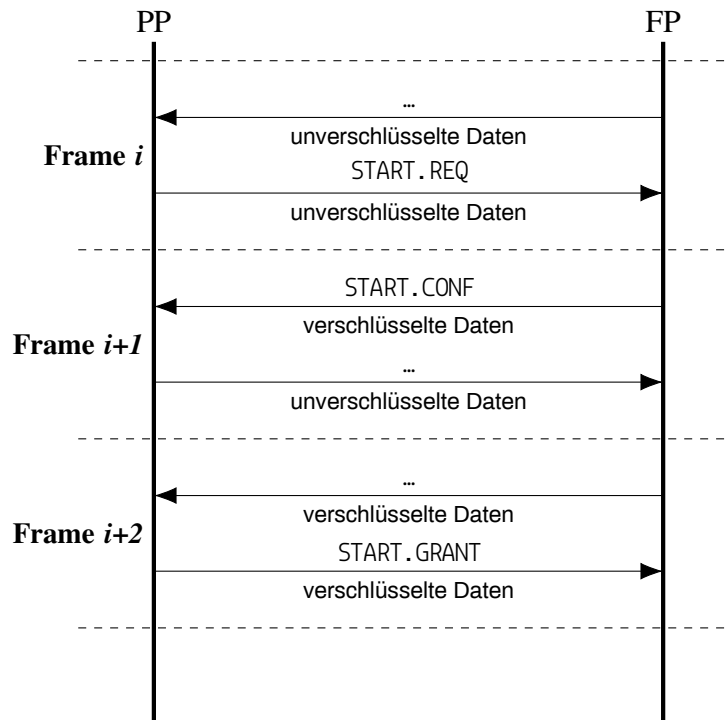 PP FP
...
unverschlüsselte Daten
Frame i
START.REQ
unverschlüsselte Daten
START.CONF
verschlüsselte Daten
Frame i+1
...
unverschlüsselte Daten
...
verschlüsselte Daten
Frame i+2
START.GRANT
verschlüsselte Daten